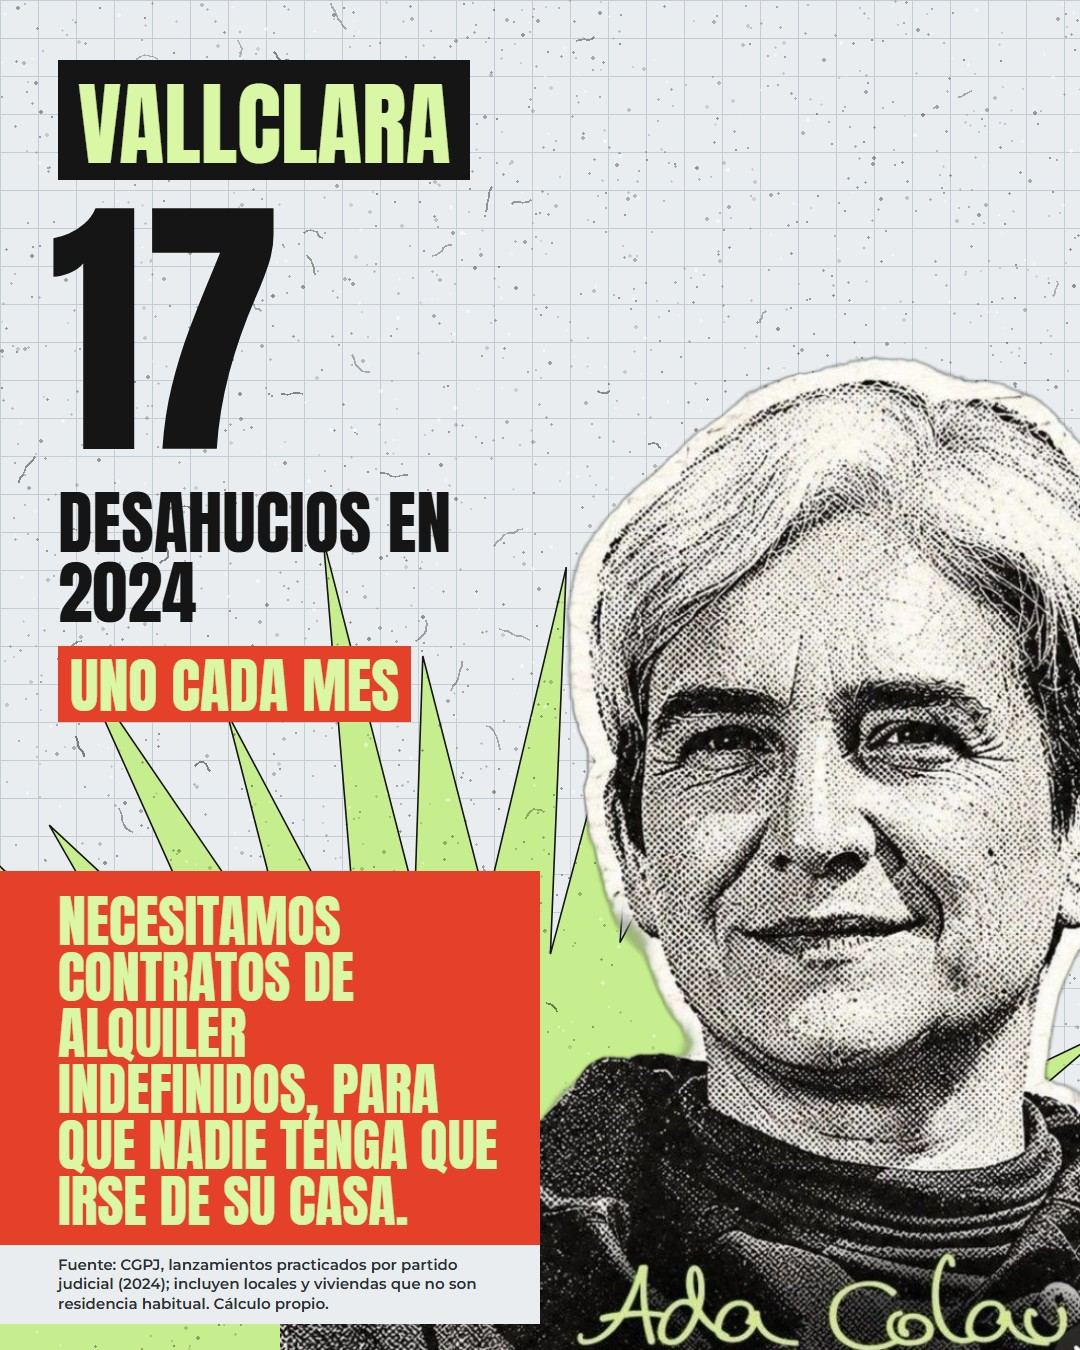 VALLCLARA
17
DESAHUCIOS EN
2024
UNO CADA MES
NECESITAMOS
CONTRATOS DE
ALQUILER
INDEFINIDOS, PARA
QUE NADIE TENGA QUE
IRSE DE SU CASA.
Fuente: CGPJ, lanzamientos practicados por partido
judicial (2024); incluyen locales y viviendas que no son
residencia habitual. Cálculo propio.
Ada Colau